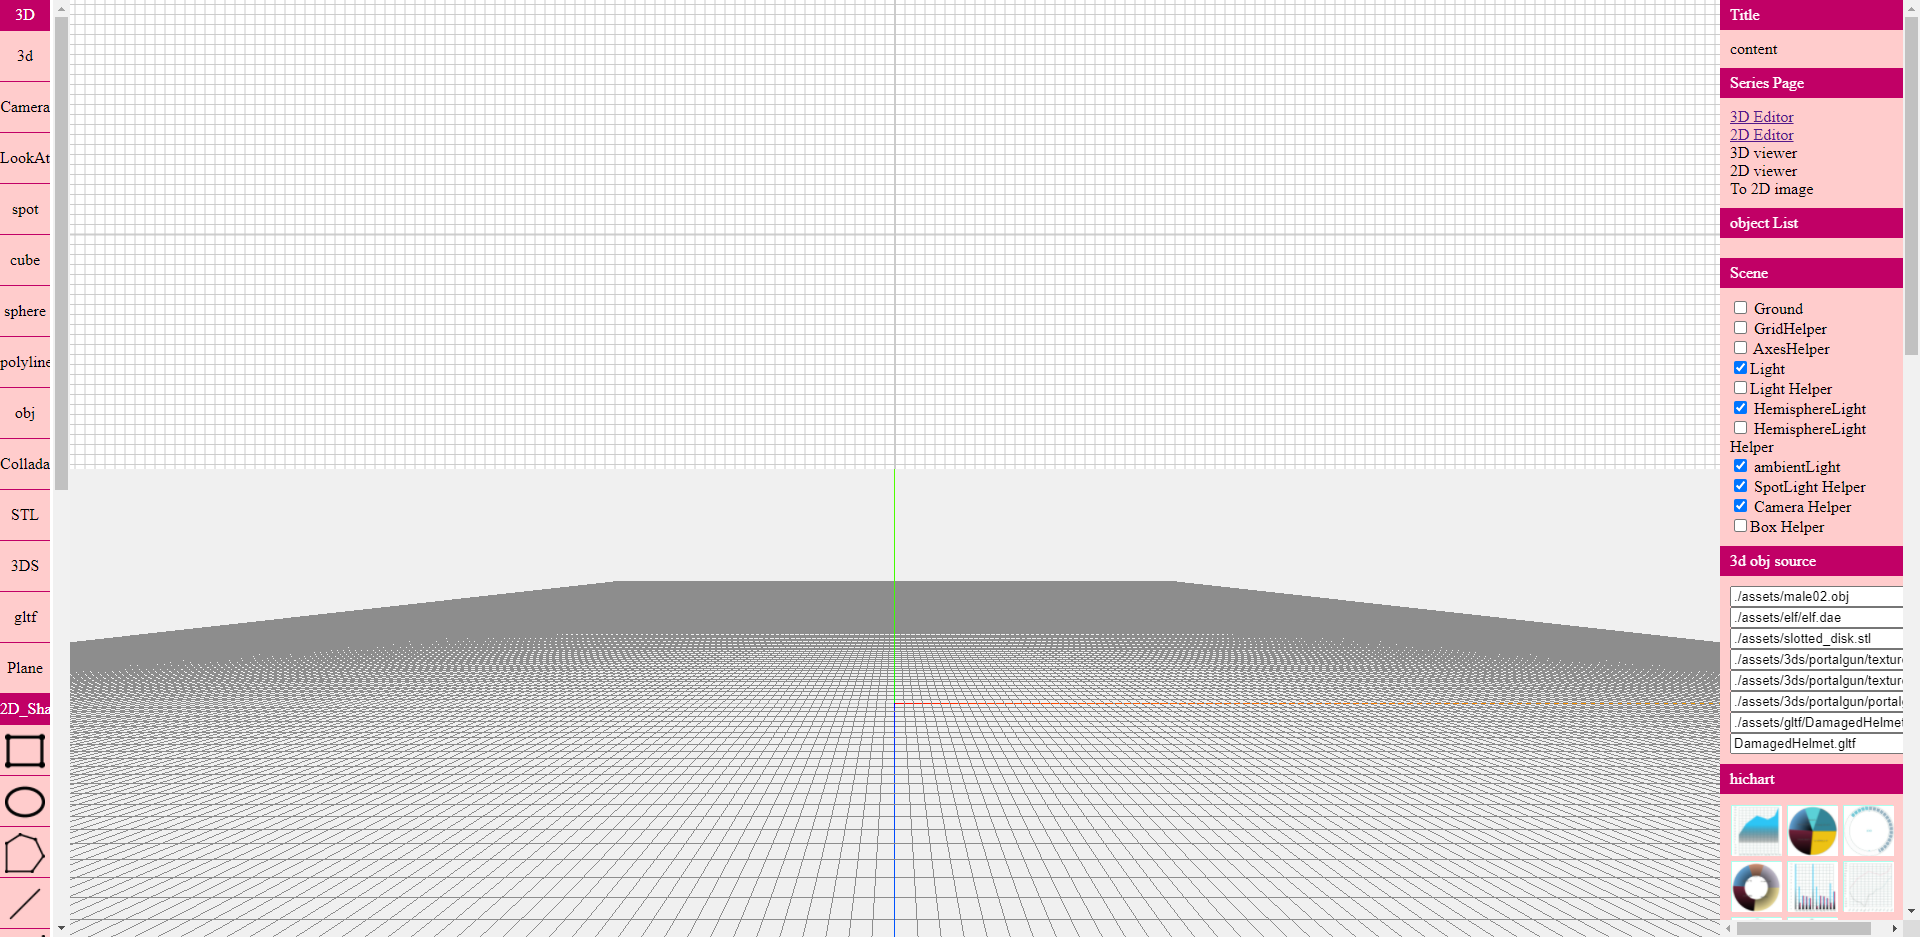 3D
3d
Camera
LookAt
spot
cube
sphere
polyline
obj
Collada
STL
3DS
gltf
Plane
2D_Sha
Title
content
Series Page
3D Editor
2D Editor
3D viewer
2D viewer
To 2D image
object List
Scene
Ground
GridHelper
AxesHelper
Light
Light Helper
HemisphereLight
HemisphereLight
Helper
ambientLight
SpotLight Helper
Camera Helper
Box Helper
3d obj source
./assets/male02.obj
./assets/elf/elf.dae
./assets/slotted_disk.stl
./assets/3ds/portalgun/textur
./assets/3ds/portalgun/textur
./assets/3ds/portalgun/portal
./assets/gltf/DamagedHelmet
DamagedHelmet.gltf
hichart